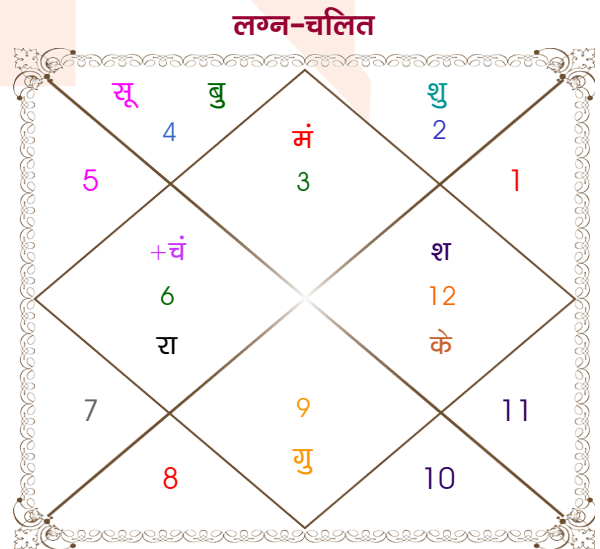 लग्न-चलित
सू बु शु
4 मं 2
5 3 1
+चं श
6 12
रा के
7 9 11
गु
8 10